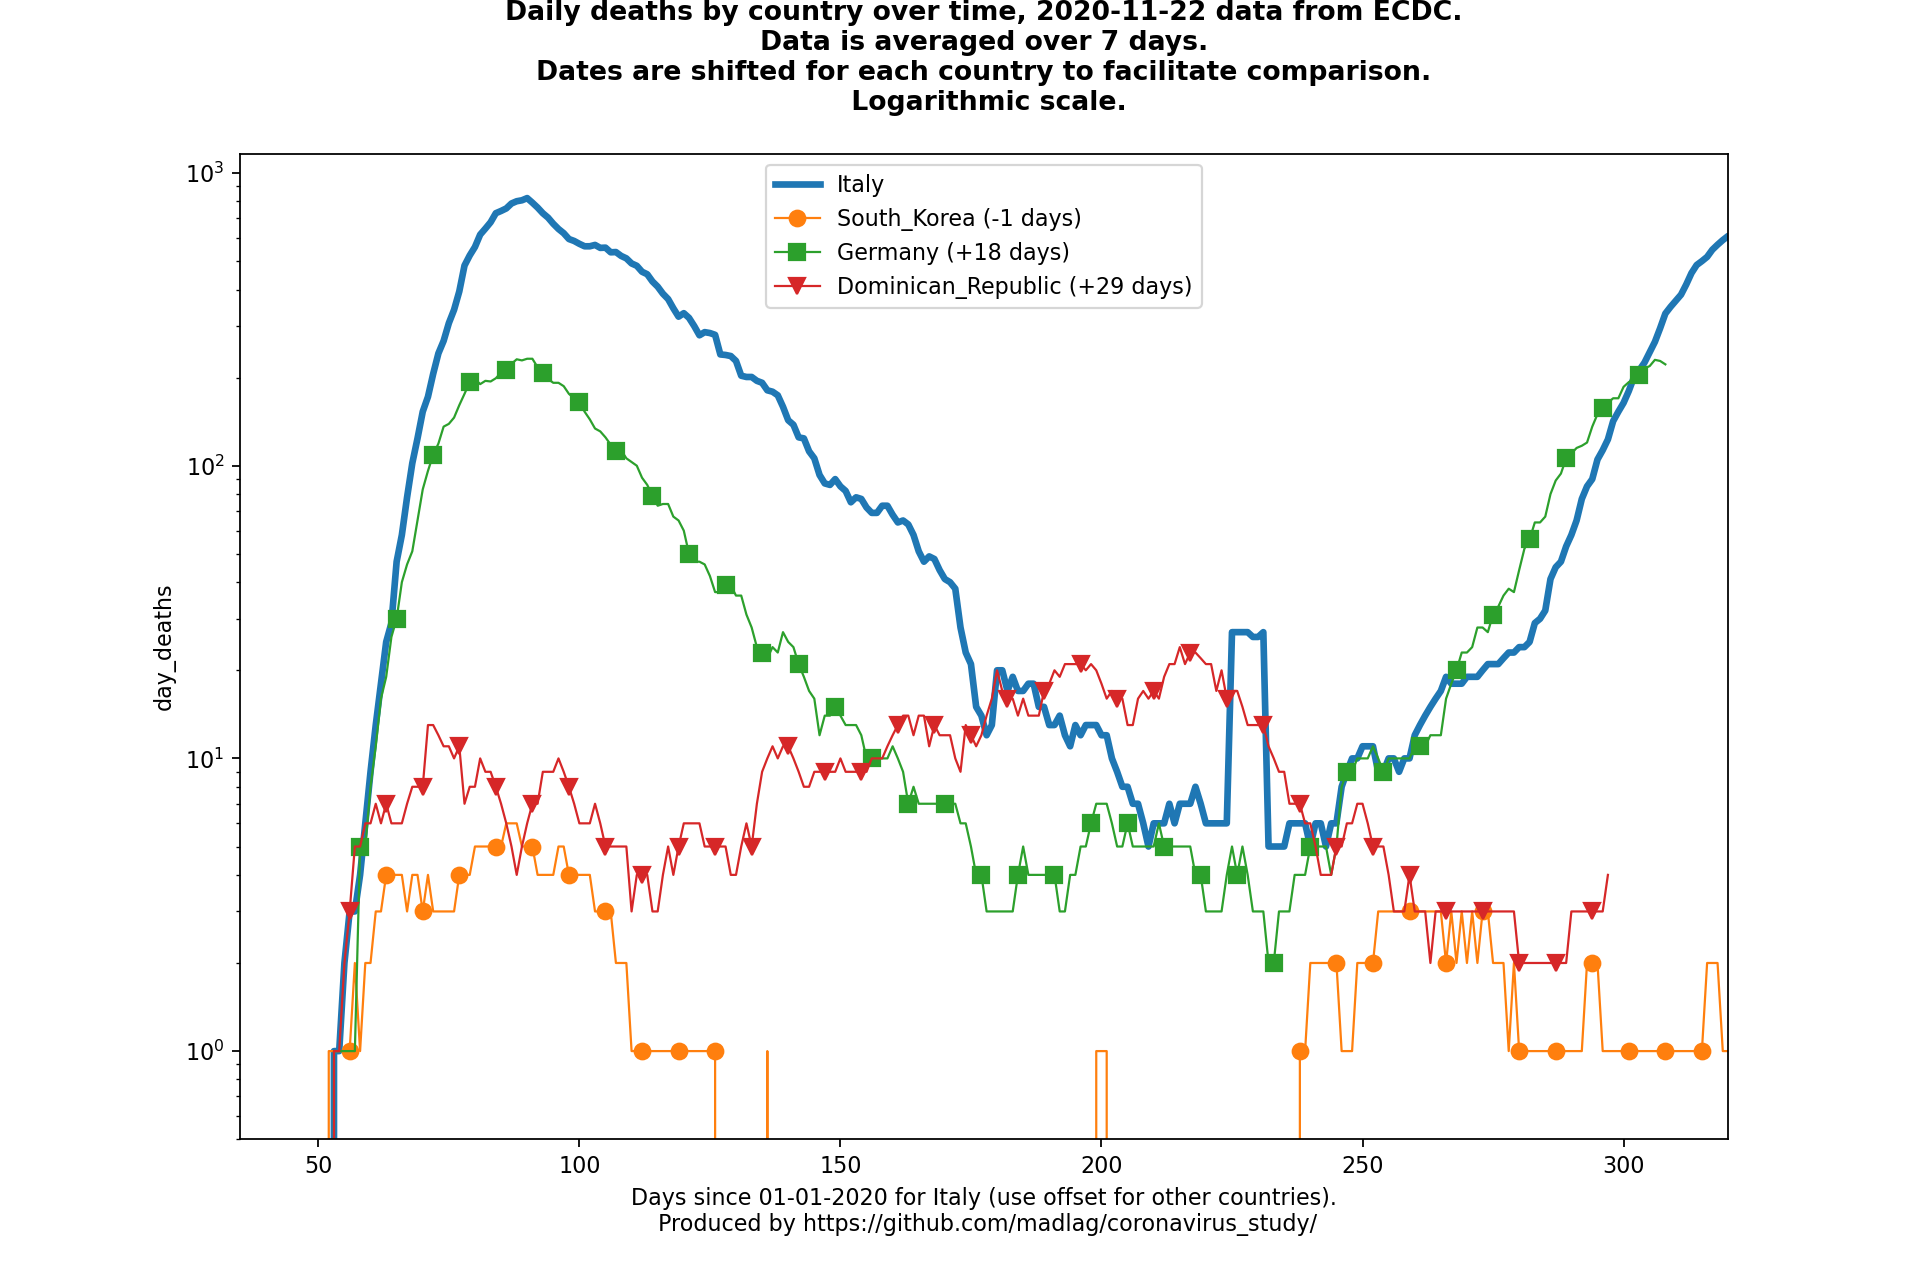 Daily deaths by country over time, 2020-11-22 data from ECDC.
Data is averaged over 7 days.
Dates are shifted for each country to facilitate comparison.
Logarithmic scale.
10³
10²
10¹
10⁰
day_deaths
Italy
South_Korea (-1 days)
Germany (+18 days)
Dominican_Republic (+29 days)
50
100
150
200
250
300
Days since 01-01-2020 for Italy (use offset for other countries).
Produced by https://github.com/madlag/coronavirus_study/